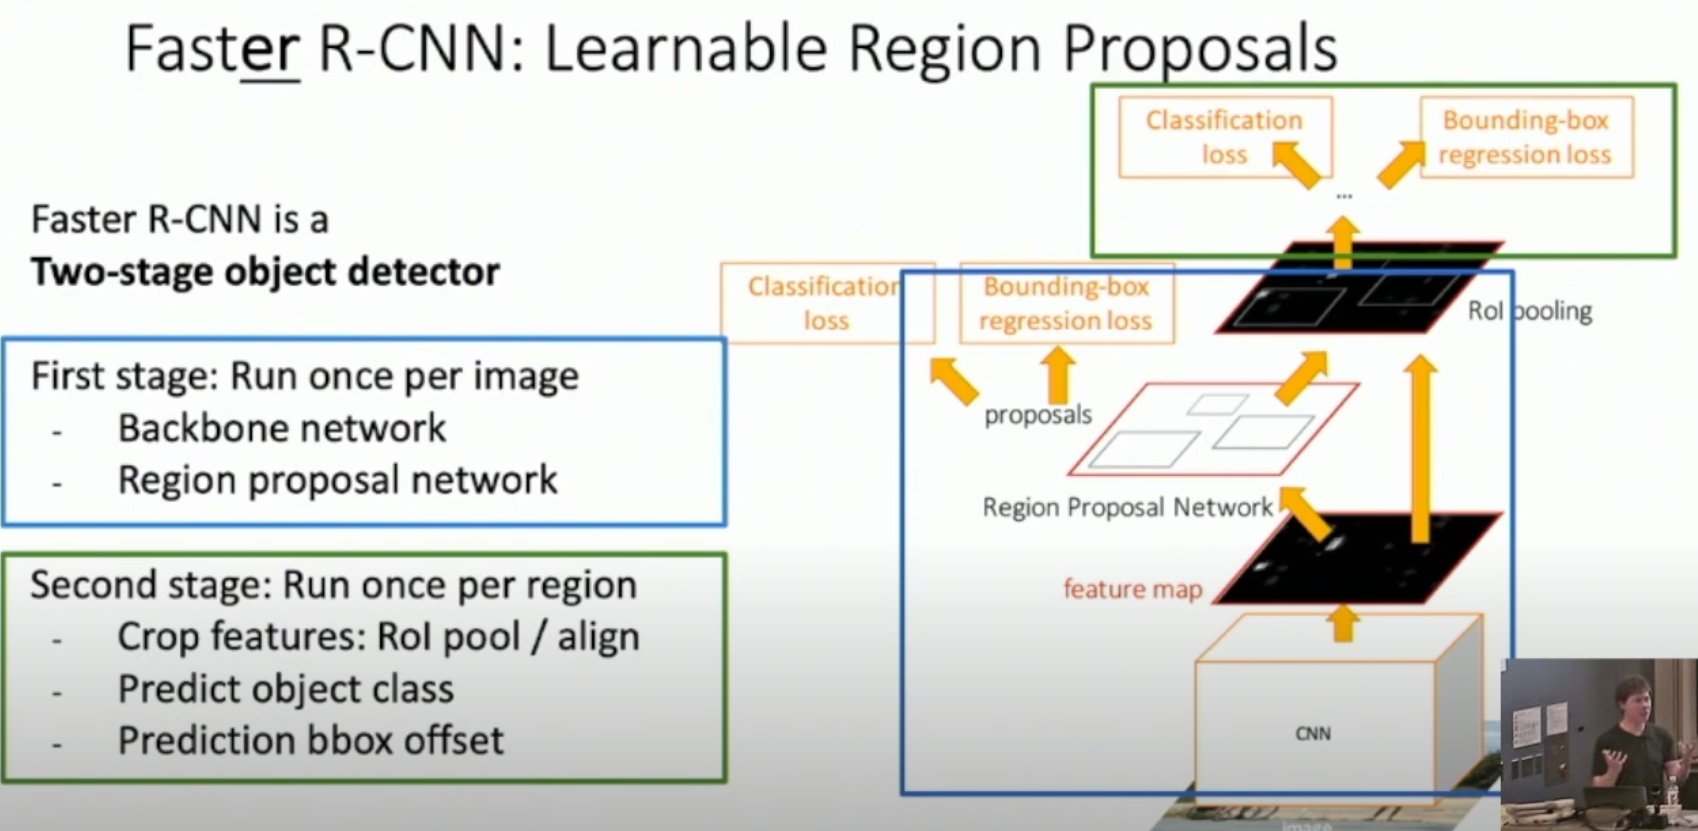 Faster R-CNN: Learnable Region Proposals
Faster R-CNN is a
Two-stage object detector
First stage: Run once per image
- Backbone network
- Region proposal network
Second stage: Run once per region
- Crop features: RoI pool / align
- Predict object class
- Prediction bbox offset
Classification
loss
Bounding-box
regression loss
...
Classification
loss
Bounding-box
regression loss
RoI pooling
proposals
Region Proposal Network
feature map
CNN
image